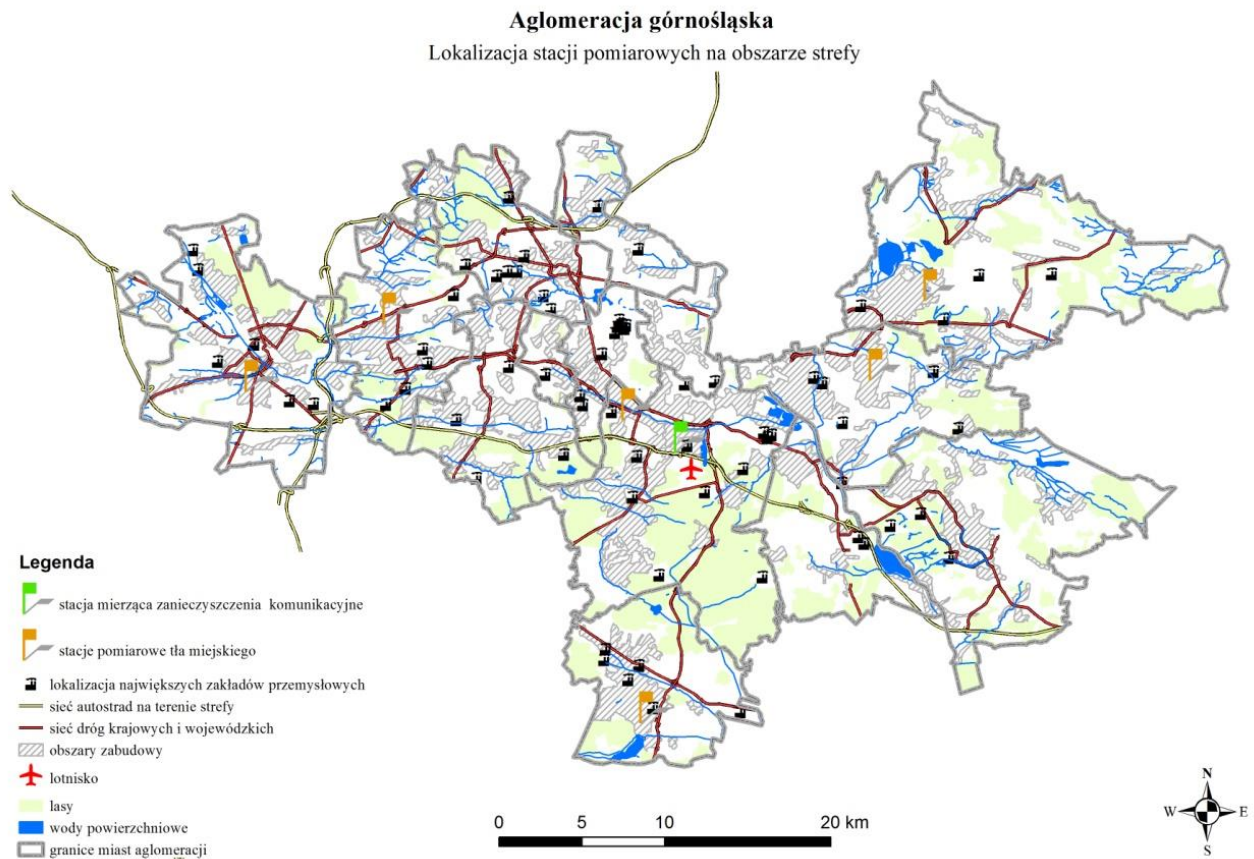 Aglomeracja górnośląska
Lokalizacja stacji pomiarowych na obszarze strefy
Legenda
stacja mierząca zanieczyszczenia komunikacyjne
stacje pomiarowe tła miejskiego
lokalizacja największych zakładów przemysłowych
sieć autostrad na terenie strefy
sieć dróg krajowych i wojewódzkich
obszary zabudowy
lotnisko
lasy
wody powierzchniowe
granice miast aglomeracji
0 5 10 20 km
N
W E
S